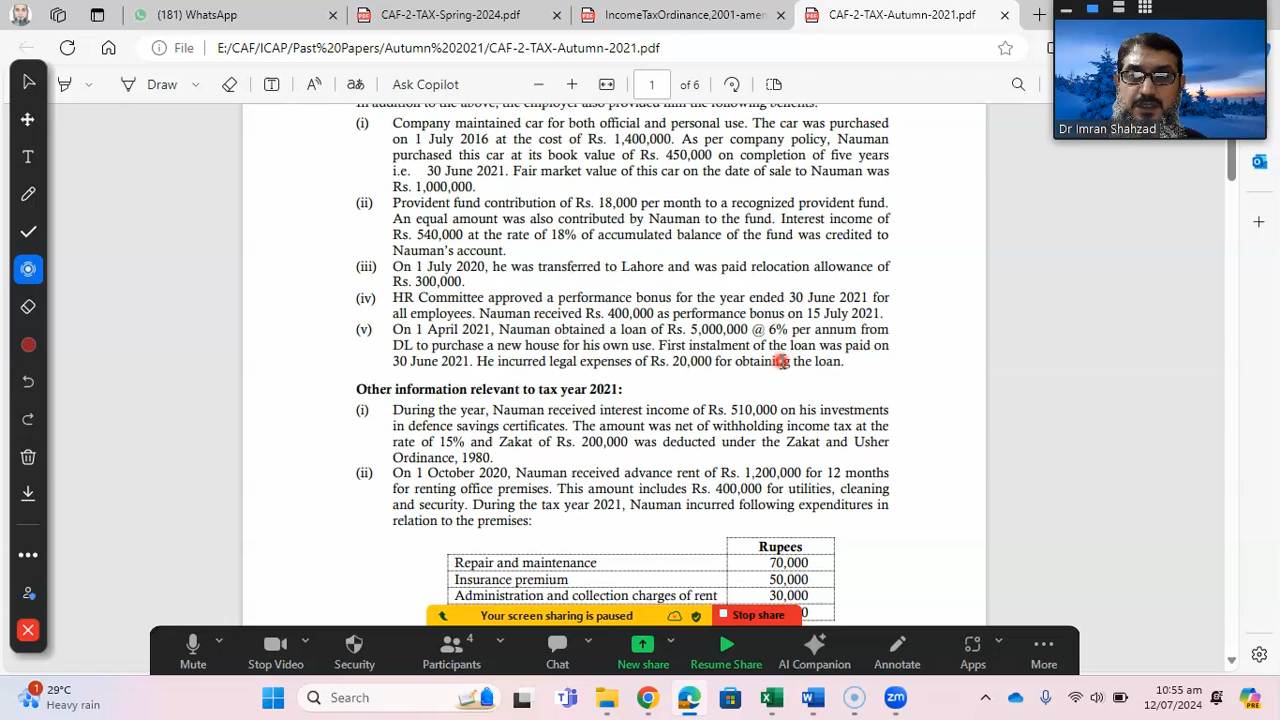 (181) WhatsApp
CAF-2-TAX-Spring-2024.pdf
IncomeTaxOrdinance2001-amen
CAF-2-TAX-Autumn-2021.pdf
File
E:/CAF/ICAP/Past%20Papers/Autumn%202021/CAF-2-TAX-Autumn-2021.pdf
Draw
Ask Copilot
1
of 6
Dr Imran Shahzad
In addition to the above, the employer also provided him the following benefits:
(i) Company maintained car for both official and personal use. The car was purchased
on 1 July 2016 at the cost of Rs. 1,400,000. As per company policy, Nauman
purchased this car at its book value of Rs. 450,000 on completion of five years
i.e. 30 June 2021. Fair market value of this car on the date of sale to Nauman was
Rs. 1,000,000.
(ii) Provident fund contribution of Rs. 18,000 per month to a recognized provident fund.
An equal amount was also contributed by Nauman to the fund. Interest income of
Rs. 540,000 at the rate of 18% of accumulated balance of the fund was credited to
Nauman's account.
(iii) On 1 July 2020, he was transferred to Lahore and was paid relocation allowance of
Rs. 300,000.
(iv) HR Committee approved a performance bonus for the year ended 30 June 2021 for
all employees. Nauman received Rs. 400,000 as performance bonus on 15 July 2021.
(v) On 1 April 2021, Nauman obtained a loan of Rs. 5,000,000 @ 6% per annum from
DL to purchase a new house for his own use. First instalment of the loan was paid on
30 June 2021. He incurred legal expenses of Rs. 20,000 for obtaining the loan.
Other information relevant to tax year 2021:
(i) During the year, Nauman received interest income of Rs. 510,000 on his investments
in defence savings certificates. The amount was net of withholding income tax at the
rate of 15% and Zakat of Rs. 200,000 was deducted under the Zakat and Usher
Ordinance, 1980.
(ii) On 1 October 2020, Nauman received advance rent of Rs. 1,200,000 for 12 months
for renting office premises. This amount includes Rs. 400,000 for utilities, cleaning
and security. During the tax year 2021, Nauman incurred following expenditures in
relation to the premises:
Rupees
Repair and maintenance 70,000
Insurance premium 50,000
Administration and collection charges of rent 30,000
Your screen sharing is paused
Stop share
Mute
Stop Video
Security
4
Participants
Chat
New share
Resume Share
AI Companion
Annotate
Apps
More
1
29°C
Heavy rain
Search
10:55 am
12/07/2024
PRE